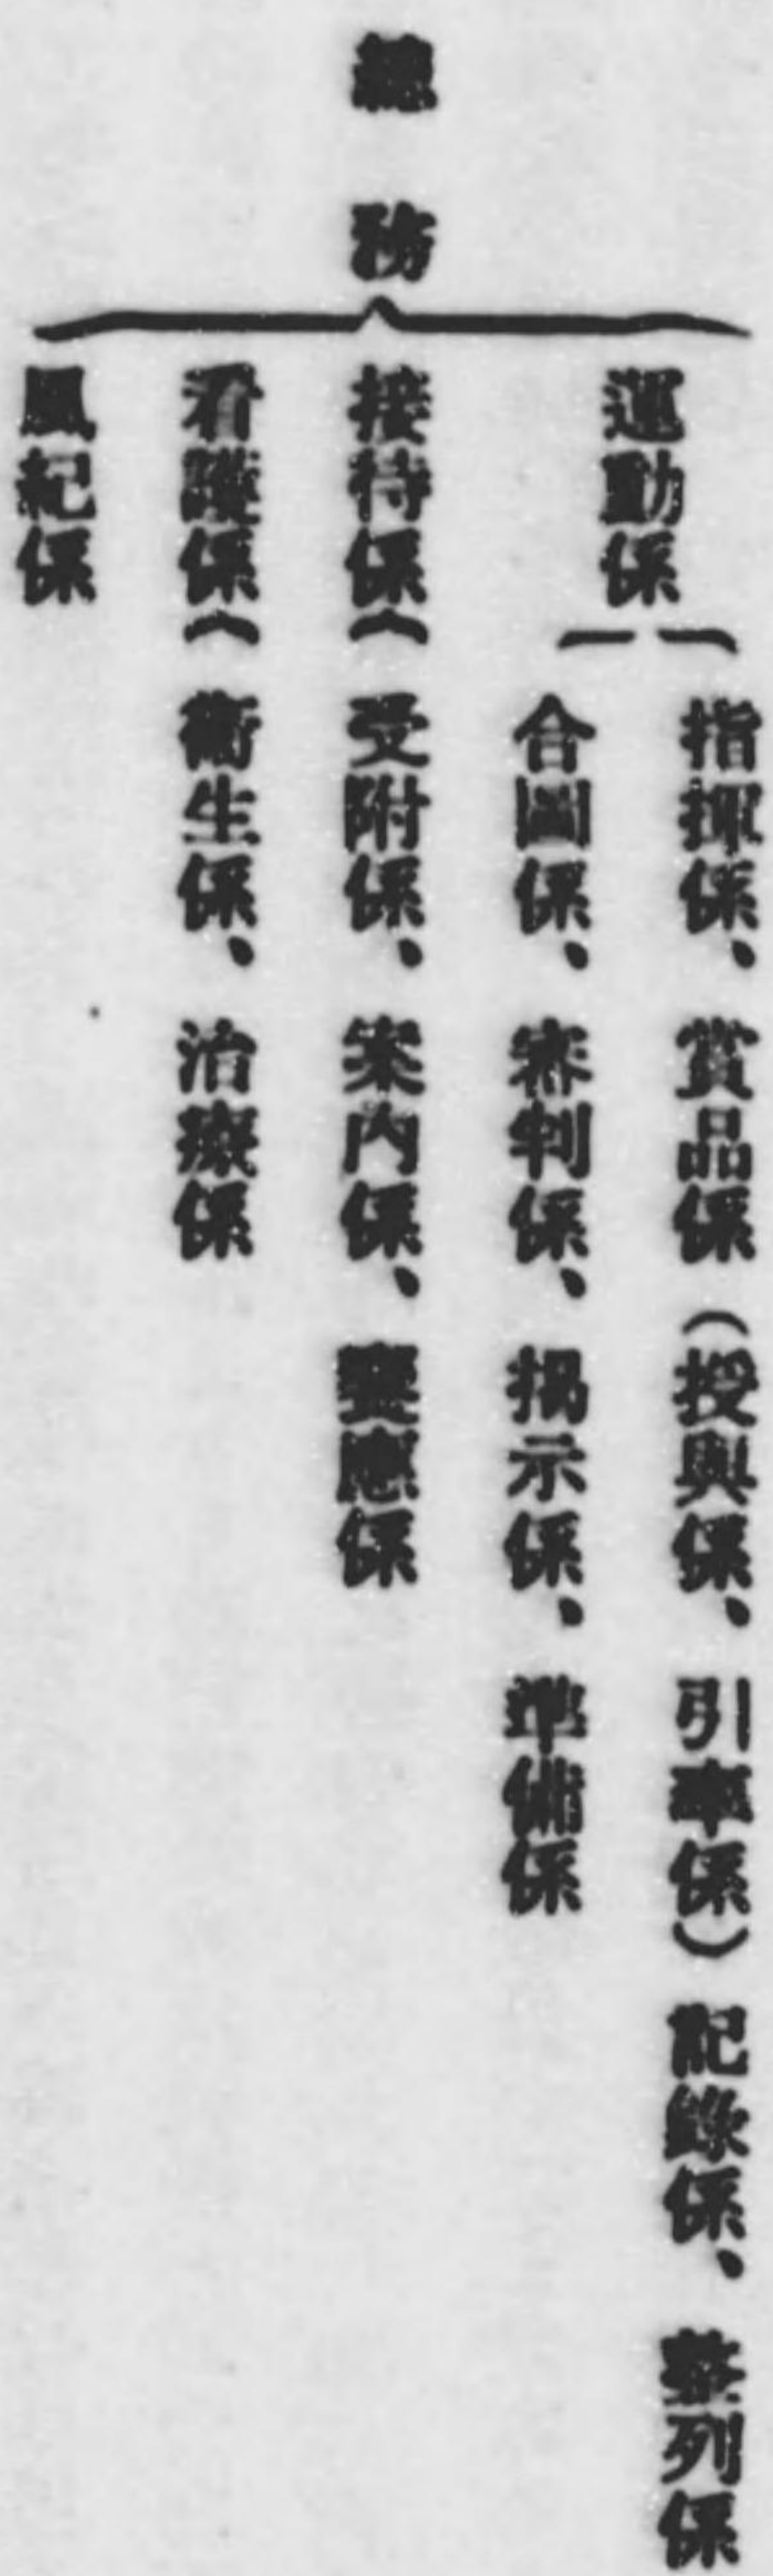 總務
運動係
指揮係、賞品係(授與係、引率係)記錄係、整列係
合圖係、審判係、揭示係、準備係
接待係
受附係、案內係、饗應係
看護係
衞生係、治療係
風紀係